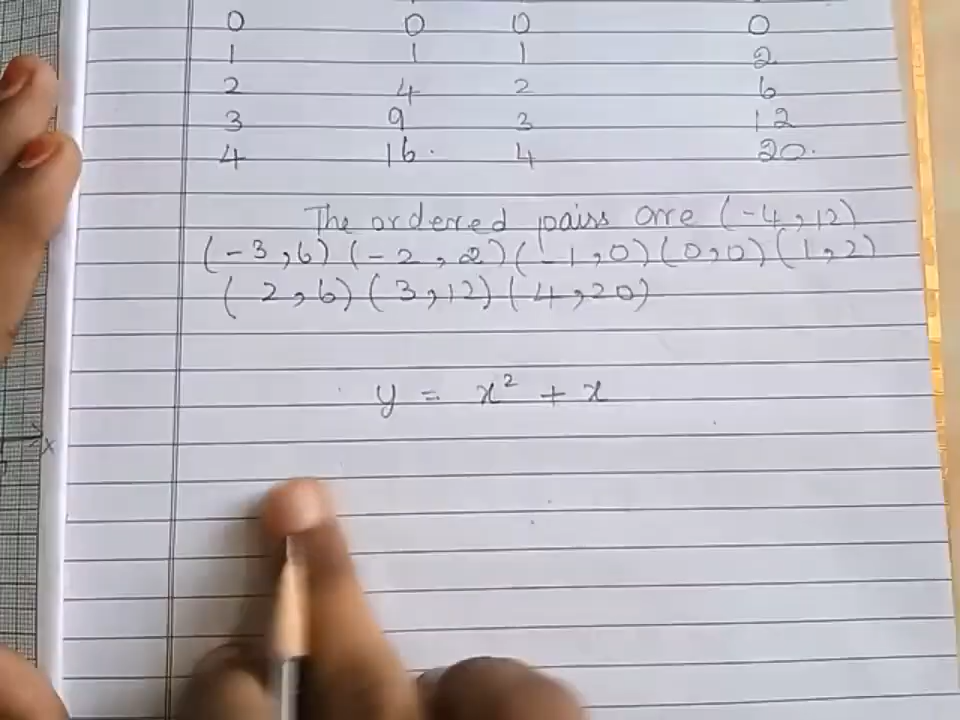 0 0 0 0
1 1 1 2
2 4 2 6
3 9 3 12
4 16. 4 20.
The ordered pairs are (-4,12)
(-3,6) (-2,2) (-1,0) (0,0) (1,2)
(2,6) (3,12) (4,20)
y = x² + x
x